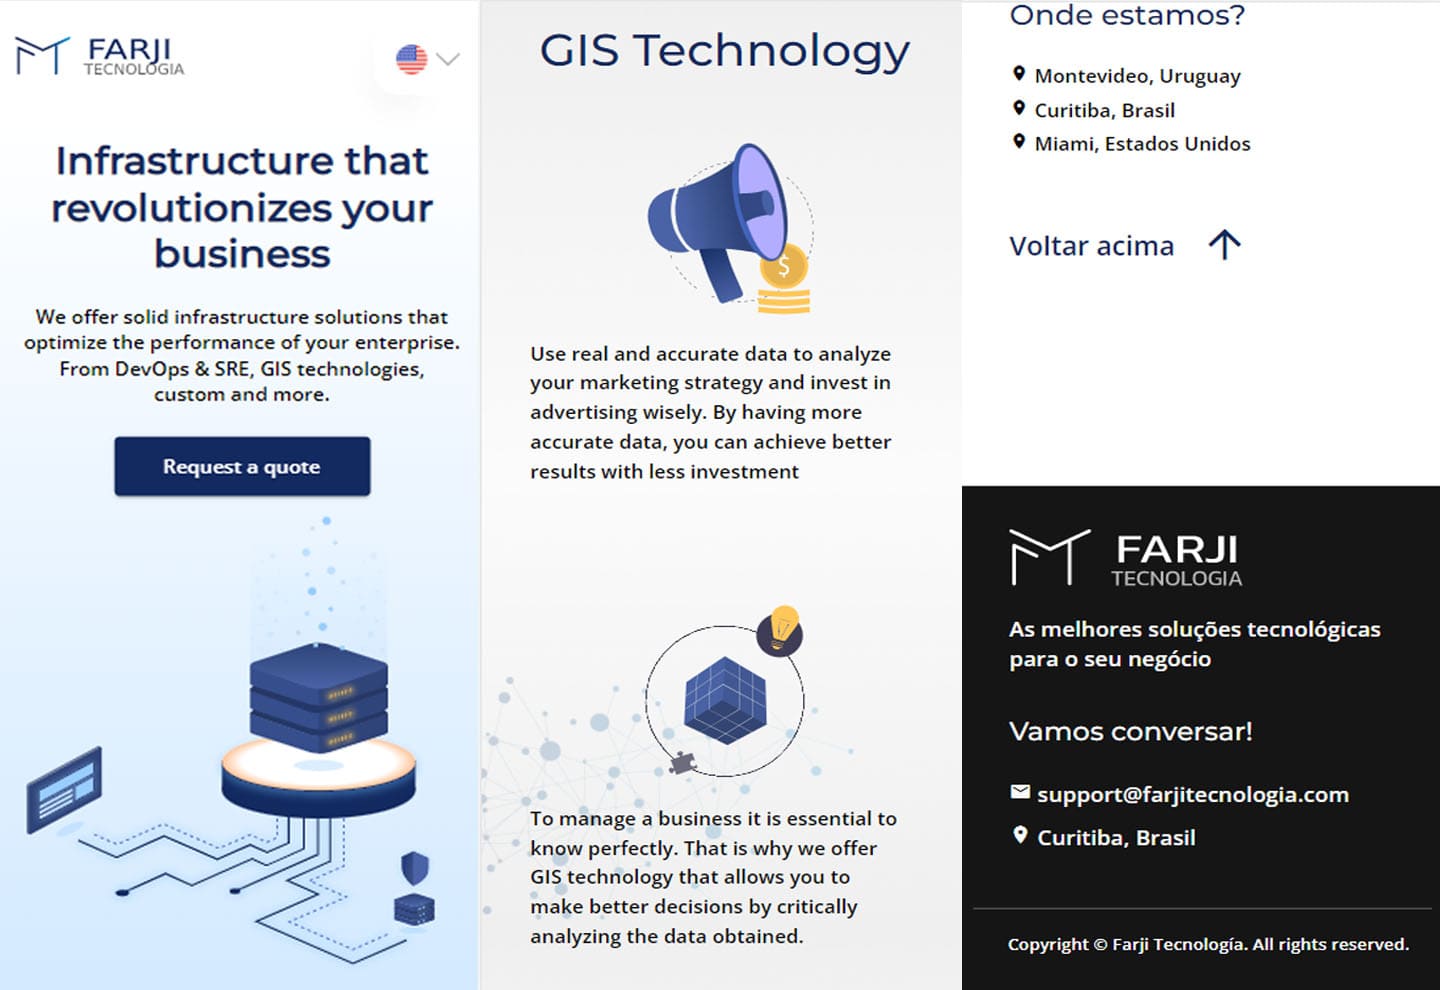 FARJI
TECNOLOGIA
Infrastructure that
revolutionizes your
business
We offer solid infrastructure solutions that
optimize the performance of your enterprise.
From DevOps & SRE, GIS technologies,
custom and more.
Request a quote
GIS Technology
$
Use real and accurate data to analyze
your marketing strategy and invest in
advertising wisely. By having more
accurate data, you can achieve better
results with less investment
To manage a business it is essential to
know perfectly. That is why we offer
GIS technology that allows you to
make better decisions by critically
analyzing the data obtained.
Onde estamos?
Montevideo, Uruguay
Curitiba, Brasil
Miami, Estados Unidos
Voltar acima
FARJI
TECNOLOGIA
As melhores soluções tecnológicas
para o seu negócio
Vamos conversar!
support@farjitecnologia.com
Curitiba, Brasil
Copyright © Farji Tecnología. All rights reserved.